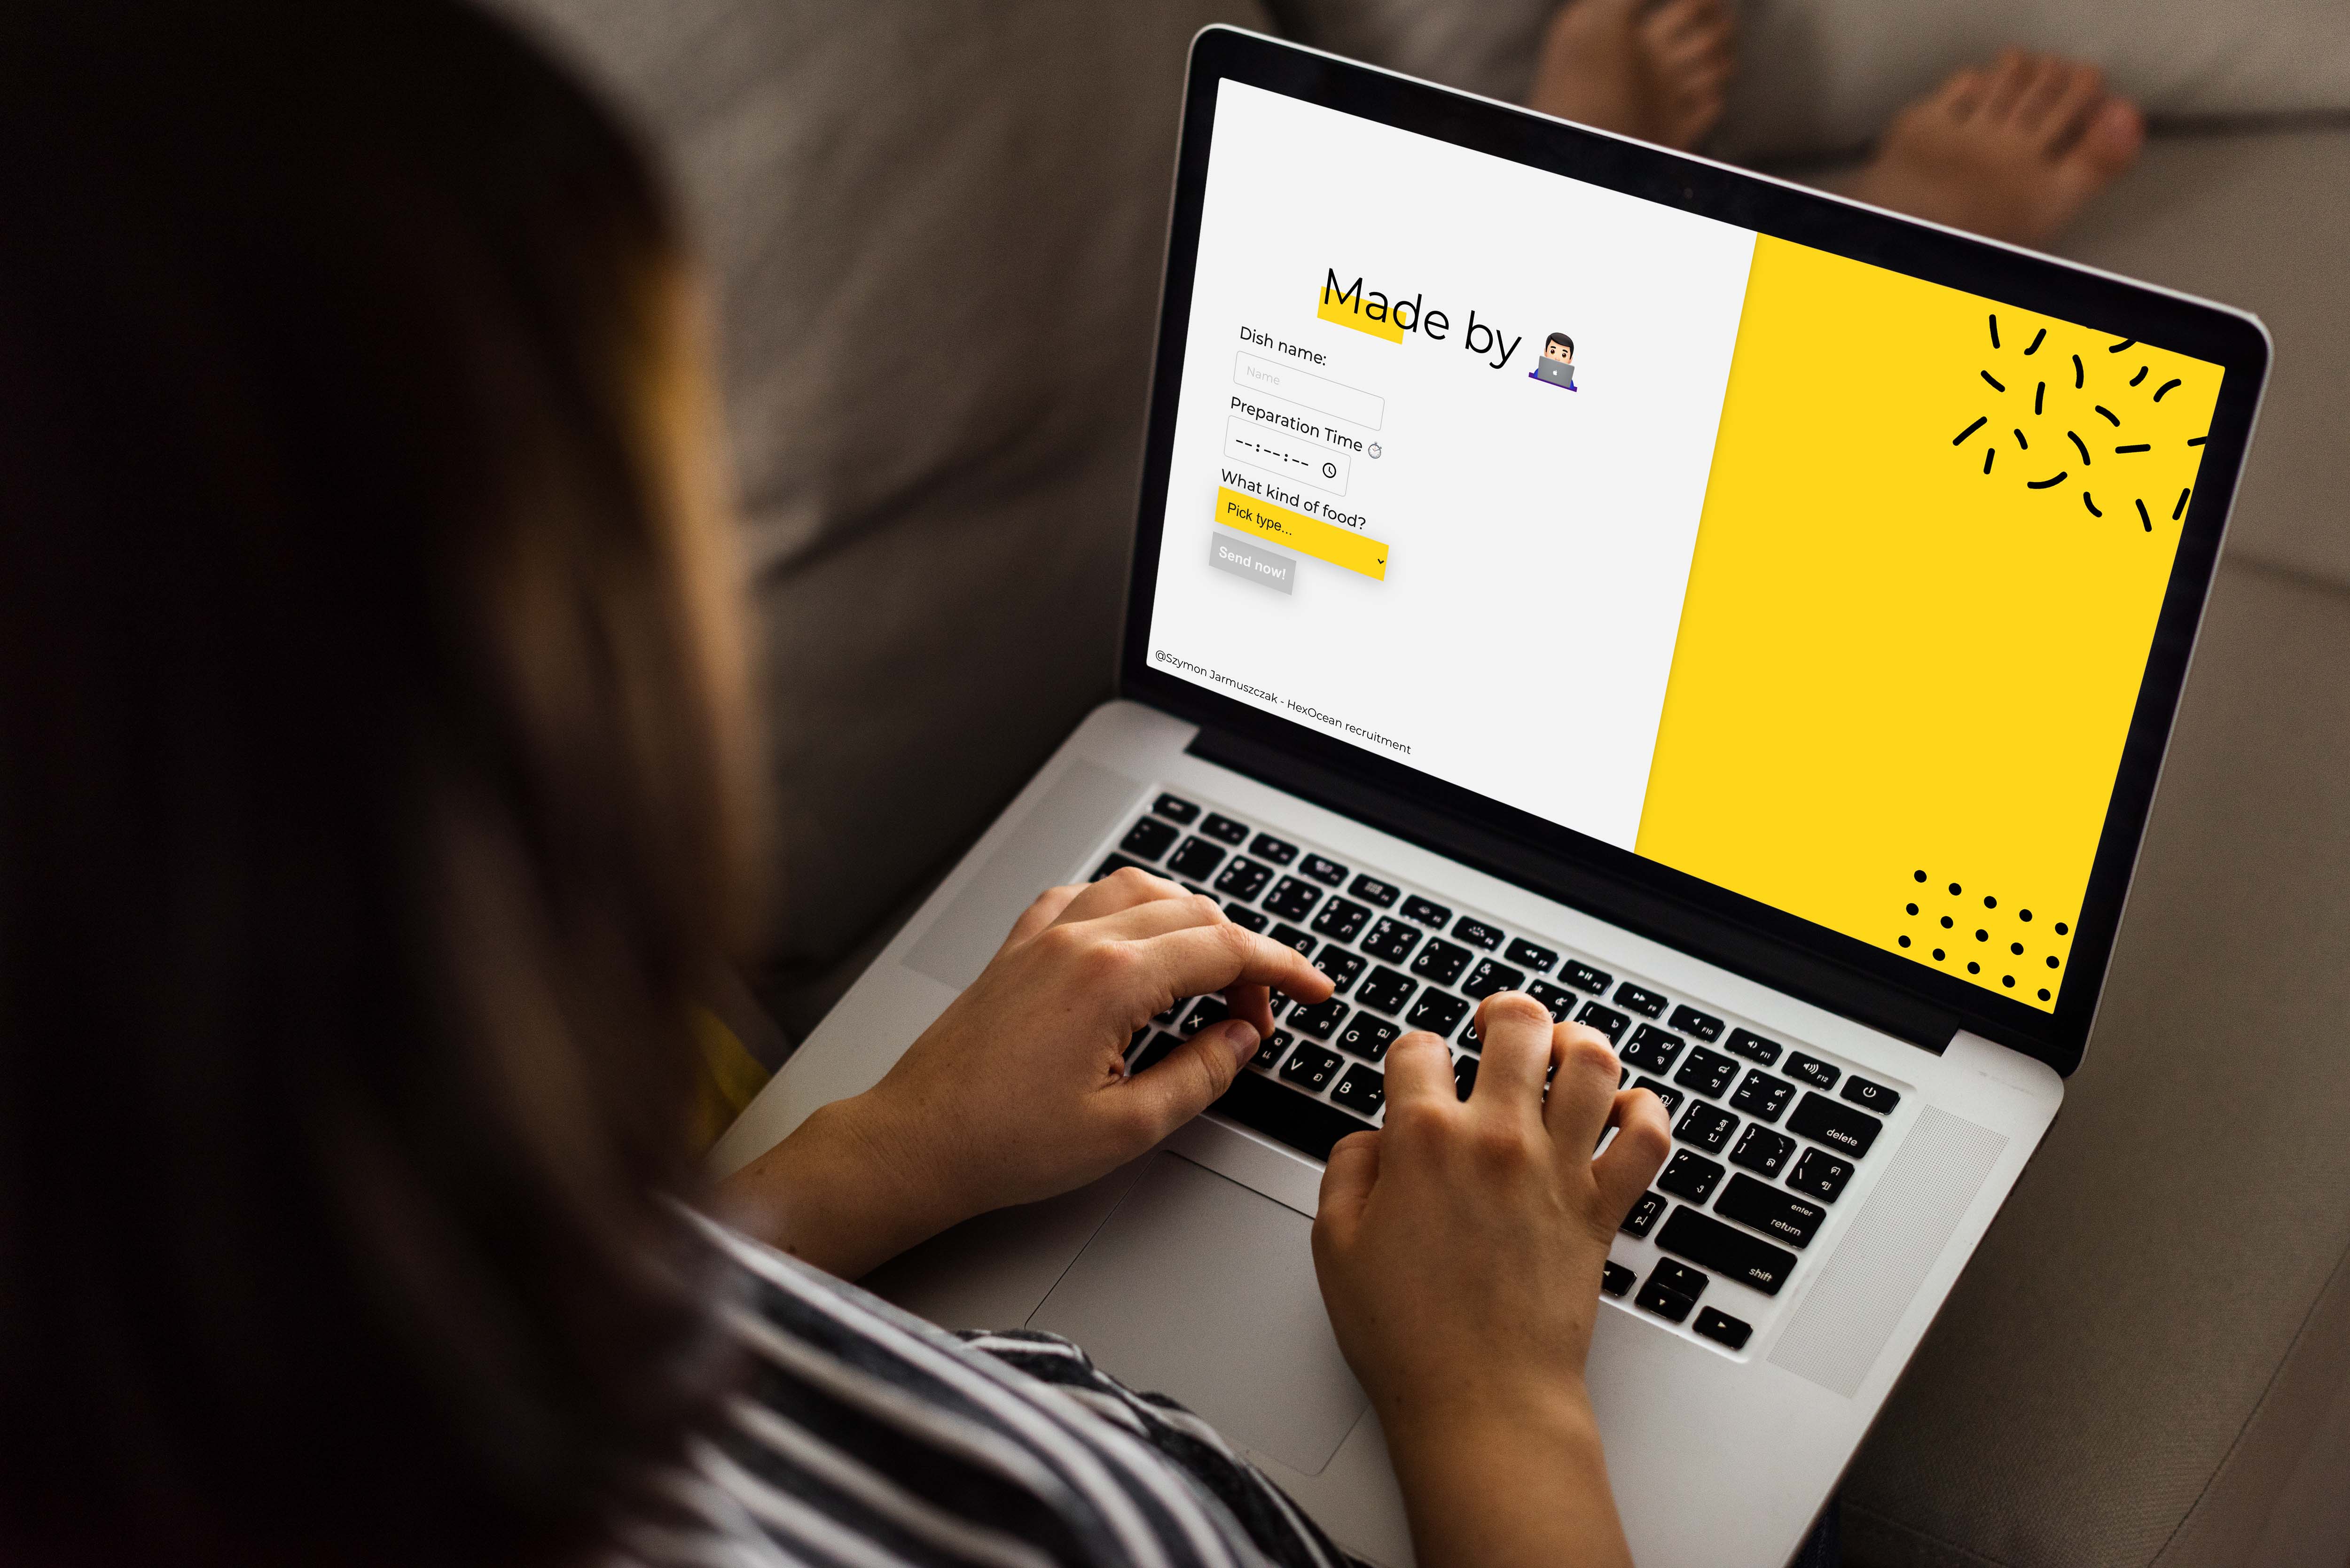 Made by
Dish name:
Name
Preparation Time
--:--:--
What kind of food?
Pick type...
Send now!
@Szymon Jarmuszczak - HexOcean recruitment
delete
enter
return
shift